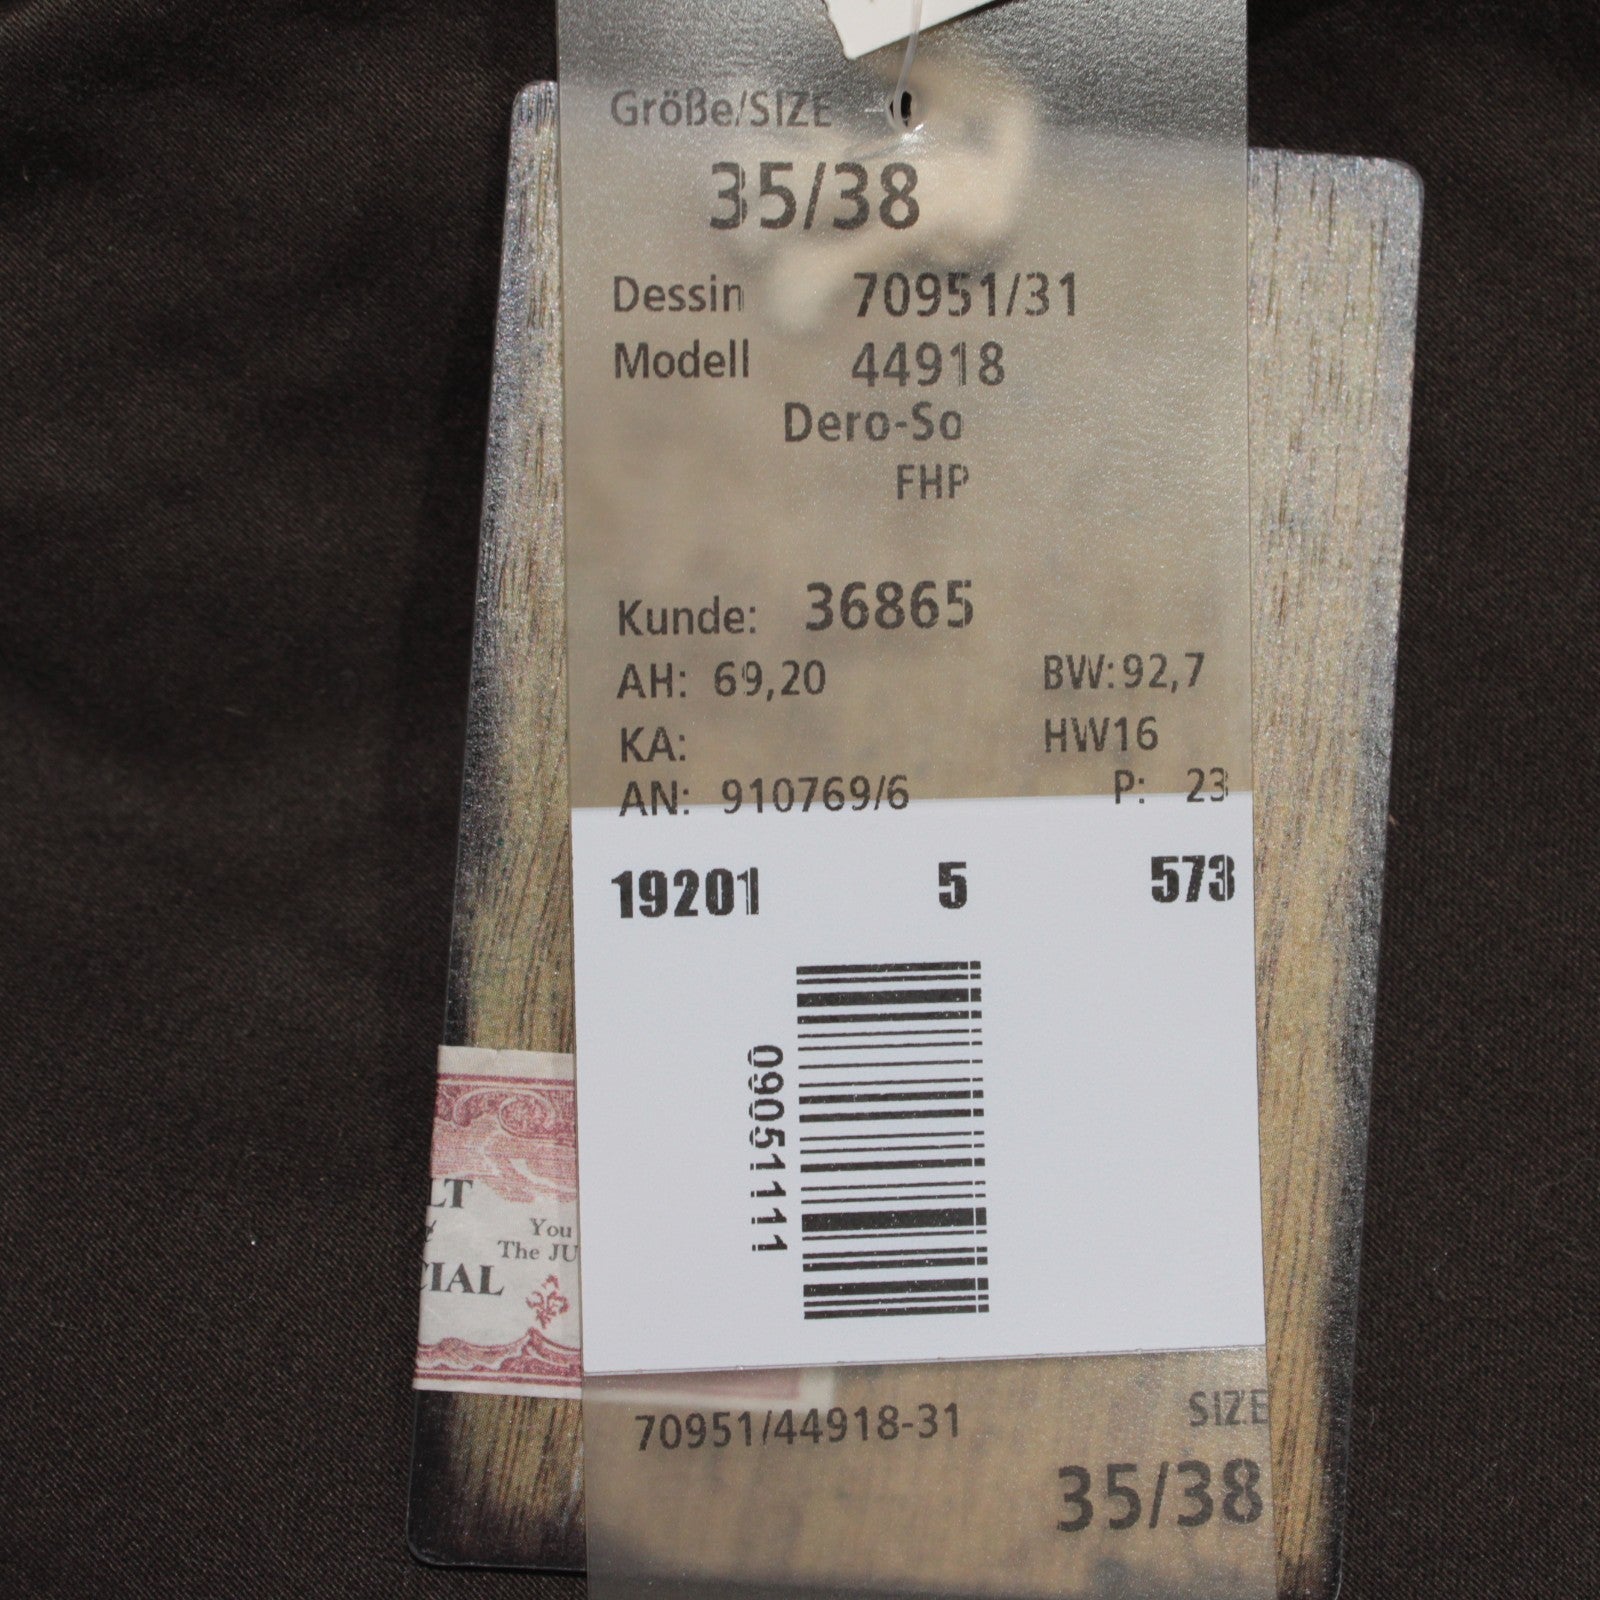 Größe/SIZE
35/38
Dessin 70951/31
Modell 44918
Dero-So
FHP
Kunde: 36865
AH: 69,20 BW: 92,7
KA: HW16
AN: 910769/6 P: 23
19201 5 573
09051111
LT
You
The JU
CIAL
70951/44918-31 SIZE
35/38